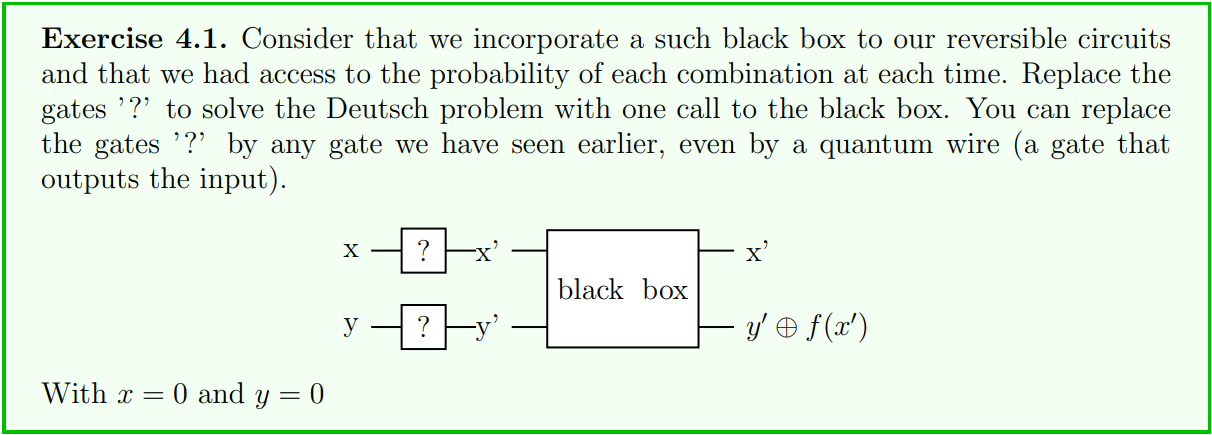 Exercise 4.1. Consider that we incorporate a such black box to our reversible circuits
and that we had access to the probability of each combination at each time. Replace the
gates '?' to solve the Deutsch problem with one call to the black box. You can replace
the gates '?' by any gate we have seen earlier, even by a quantum wire (a gate that
outputs the input).
x ? x' x'
black box
y ? y' y′ ⊕ f(x′)
With x = 0 and y = 0